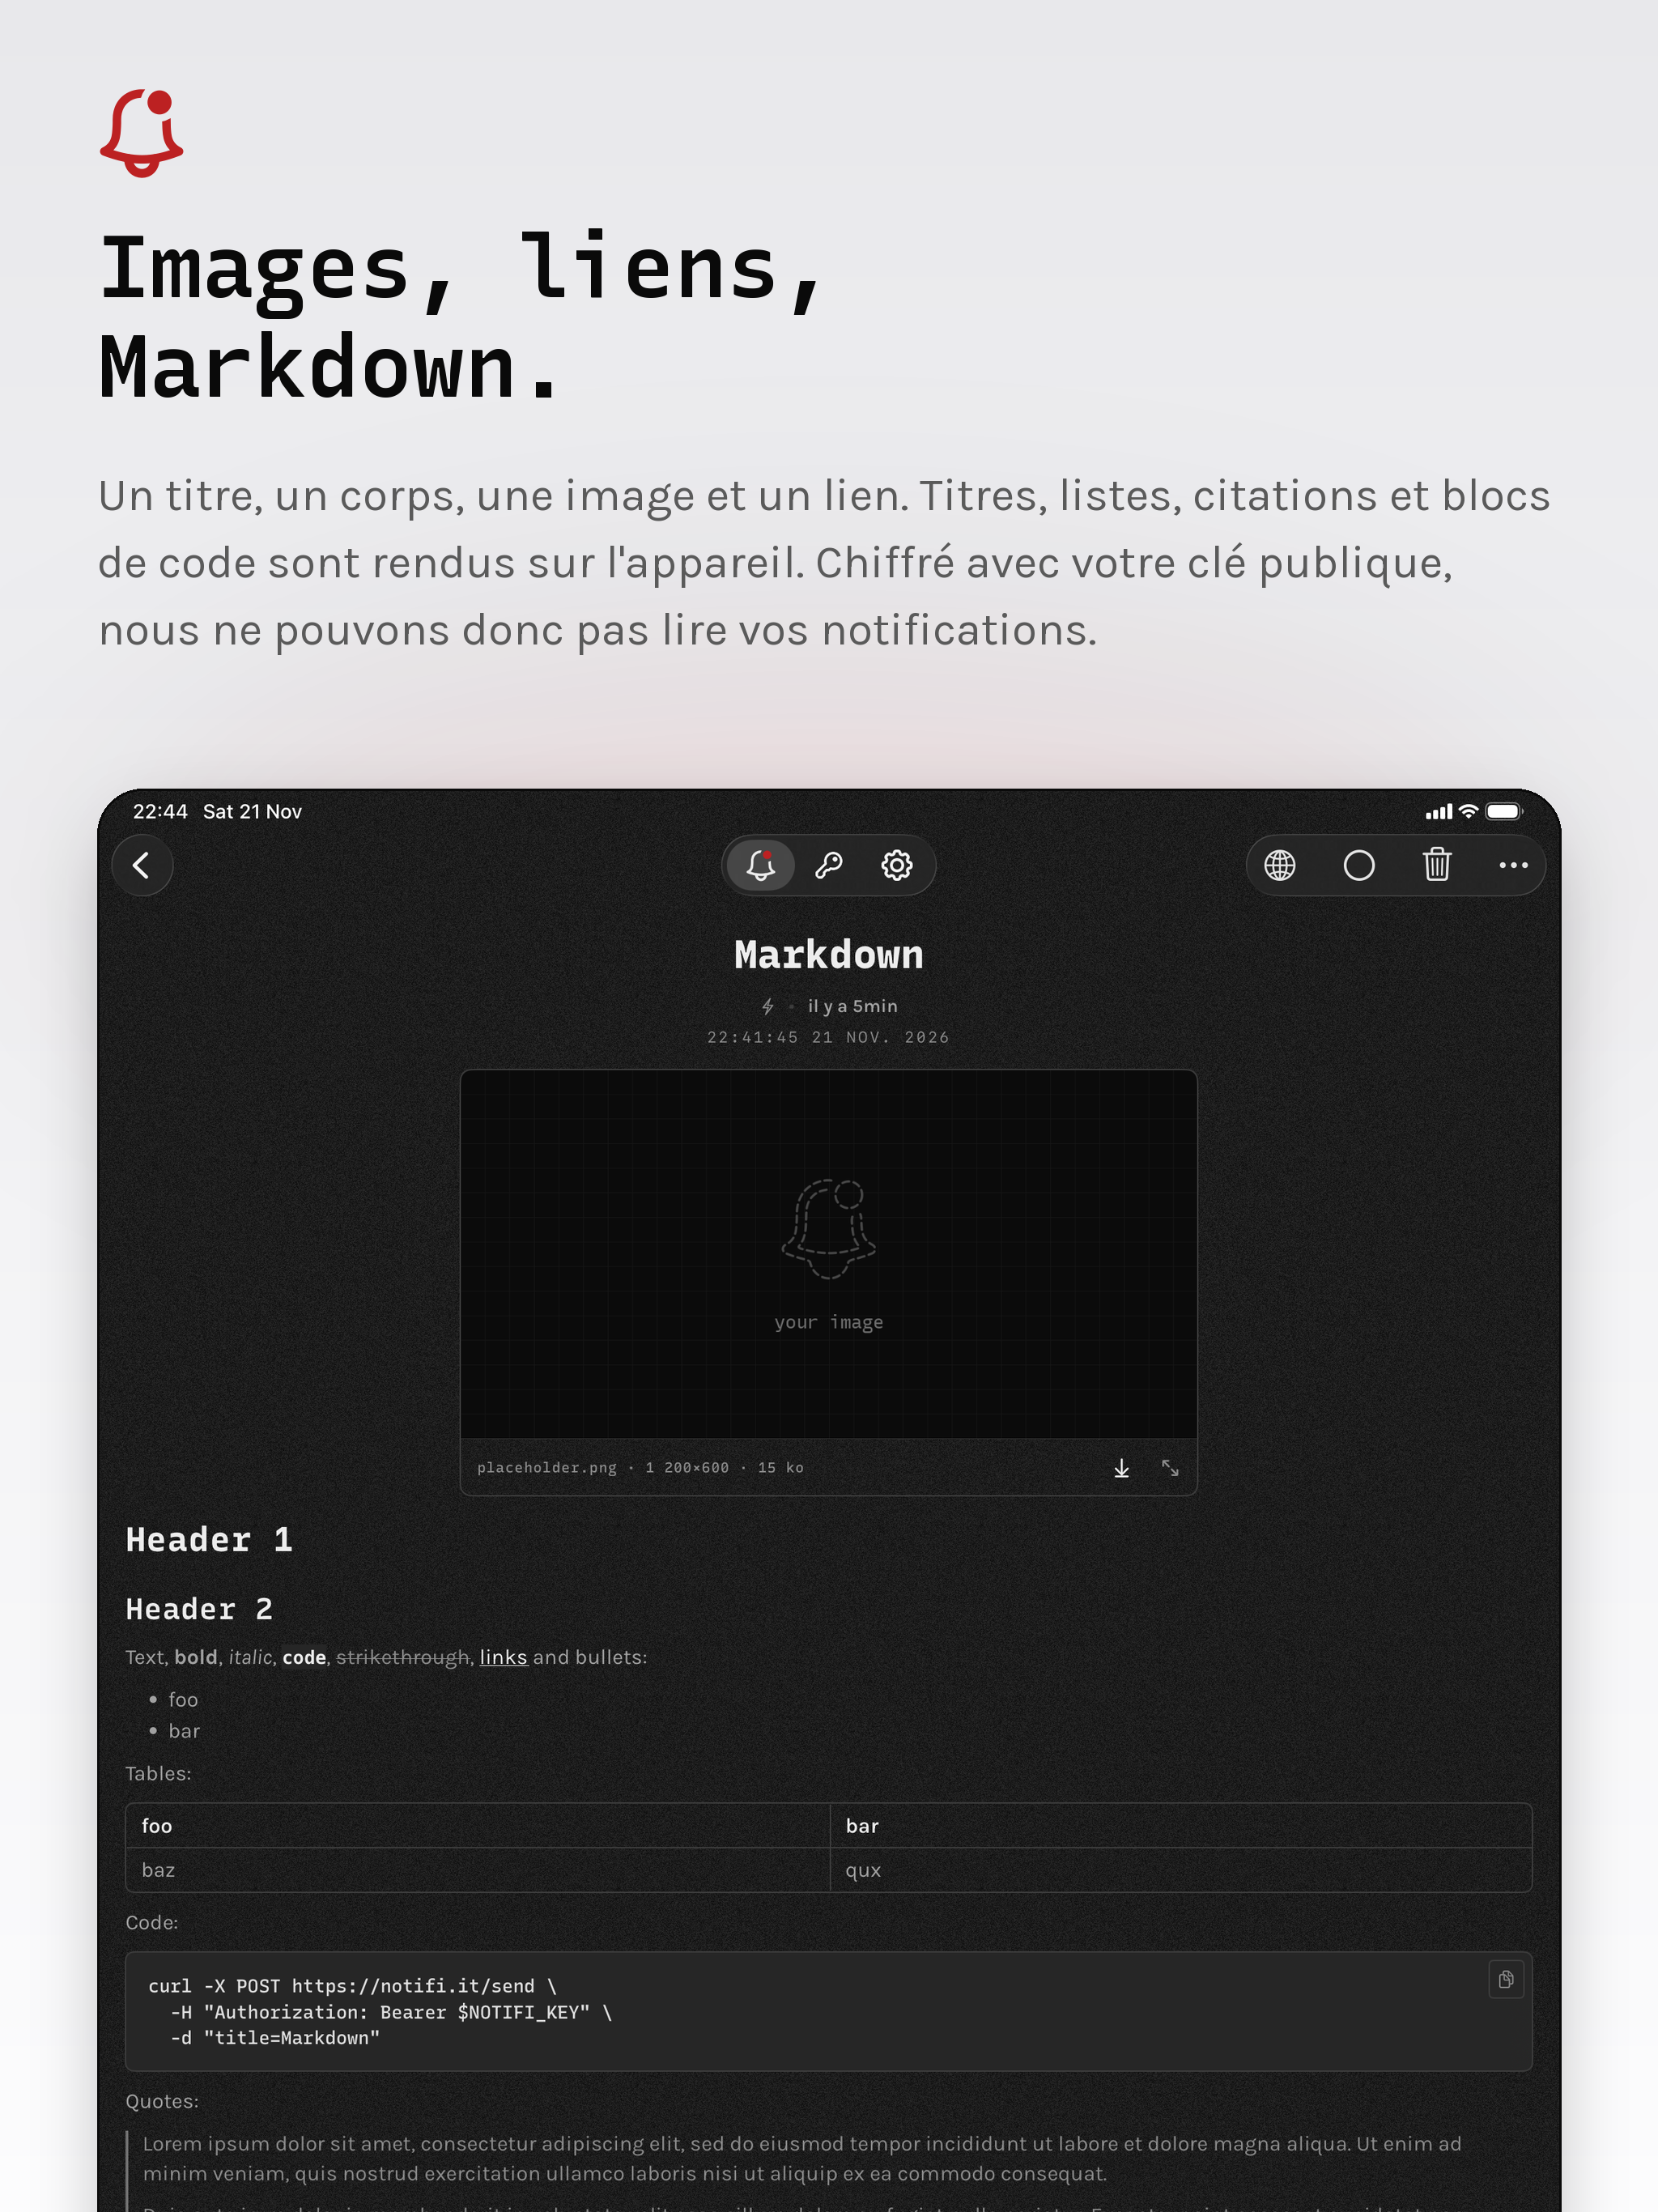 Images, liens,
Markdown.
Un titre, un corps, une image et un lien. Titres, listes, citations et blocs
de code sont rendus sur l'appareil. Chiffré avec votre clé publique,
nous ne pouvons donc pas lire vos notifications.
22:44 Sat 21 Nov
Markdown
il y a 5min
22:41:45 21 NOV. 2026
your image
placeholder.png · 1 200×600 · 15 ko
Header 1
Header 2
Text, bold, italic, code, strikethrough, links and bullets:
• foo
• bar
Tables:
foo bar
baz qux
Code:
curl -X POST https://notifi.it/send \
  -H "Authorization: Bearer $NOTIFI_KEY" \
  -d "title=Markdown"
Quotes:
Lorem ipsum dolor sit amet, consectetur adipiscing elit, sed do eiusmod tempor incididunt ut labore et dolore magna aliqua. Ut enim ad
minim veniam, quis nostrud exercitation ullamco laboris nisi ut aliquip ex ea commodo consequat.